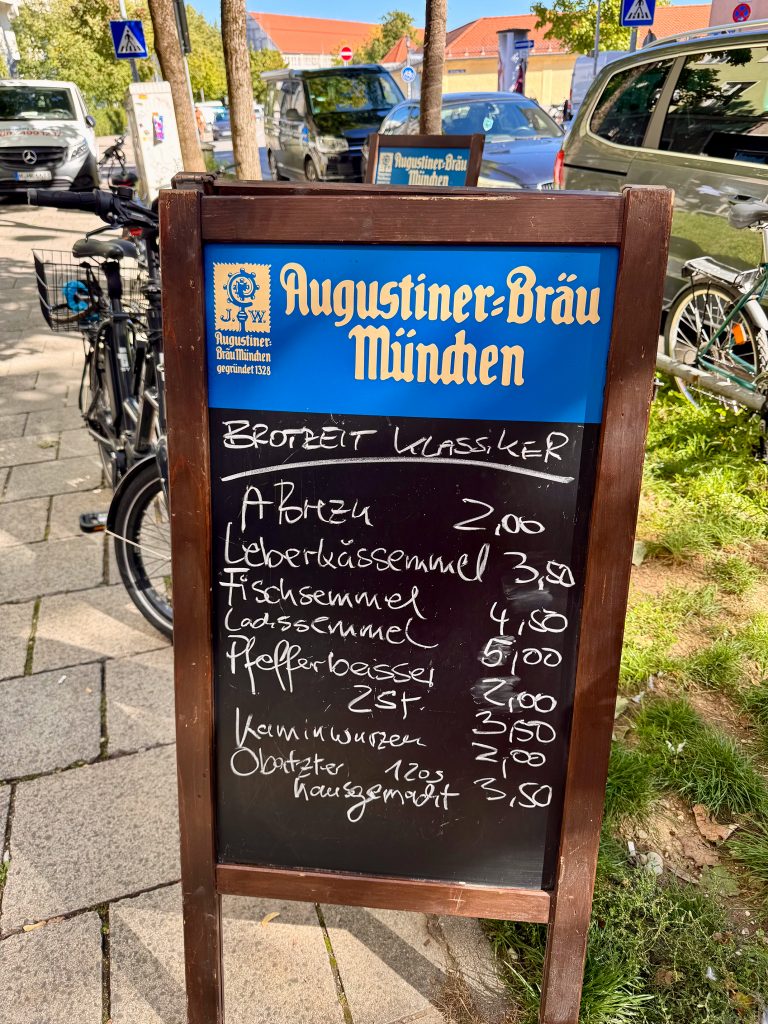 Augustiner=Bräu
München
Augustiner=Bräu
München
J. W.
Augustiner=
Bräu München
gegründet 1328
BROTZEIT KLASSIKER
A Brezn 2,00
Leberkässemmel 3,50
Fischsemmel 4,50
Lachssemmel 5,00
Pfefferbeisser 2,00
2St. 3,50
Kaminwurzen 2,00
Obatzter 120g
hausgemacht 3,50